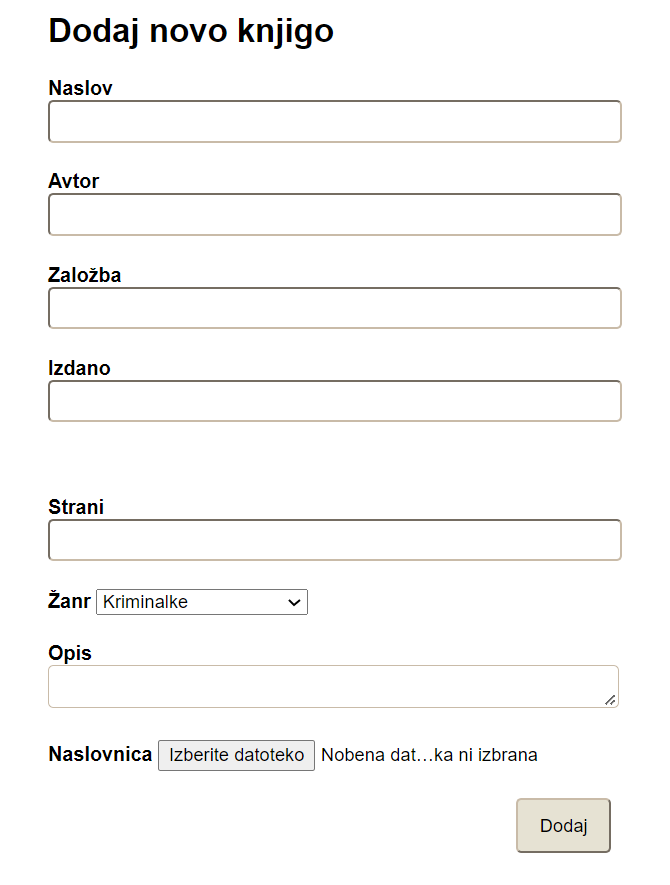 Dodaj novo knjigo
Naslov
Avtor
Založba
Izdano
Strani
Žanr Kriminalke
Opis
Naslovnica Izberite datoteko Nobena dat…ka ni izbrana
Dodaj